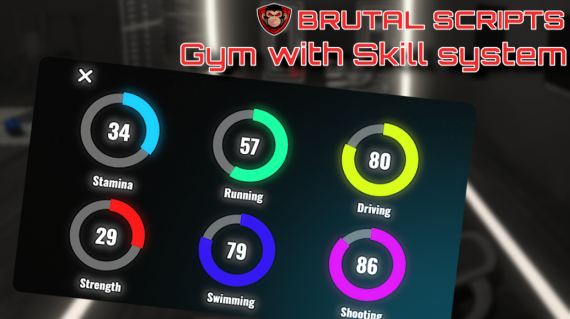 BRUTAL SCRIPTS
Gym with Skill system
34
57
80
Stamina
Running
Driving
29
79
86
Strength
Swimming
Shooting